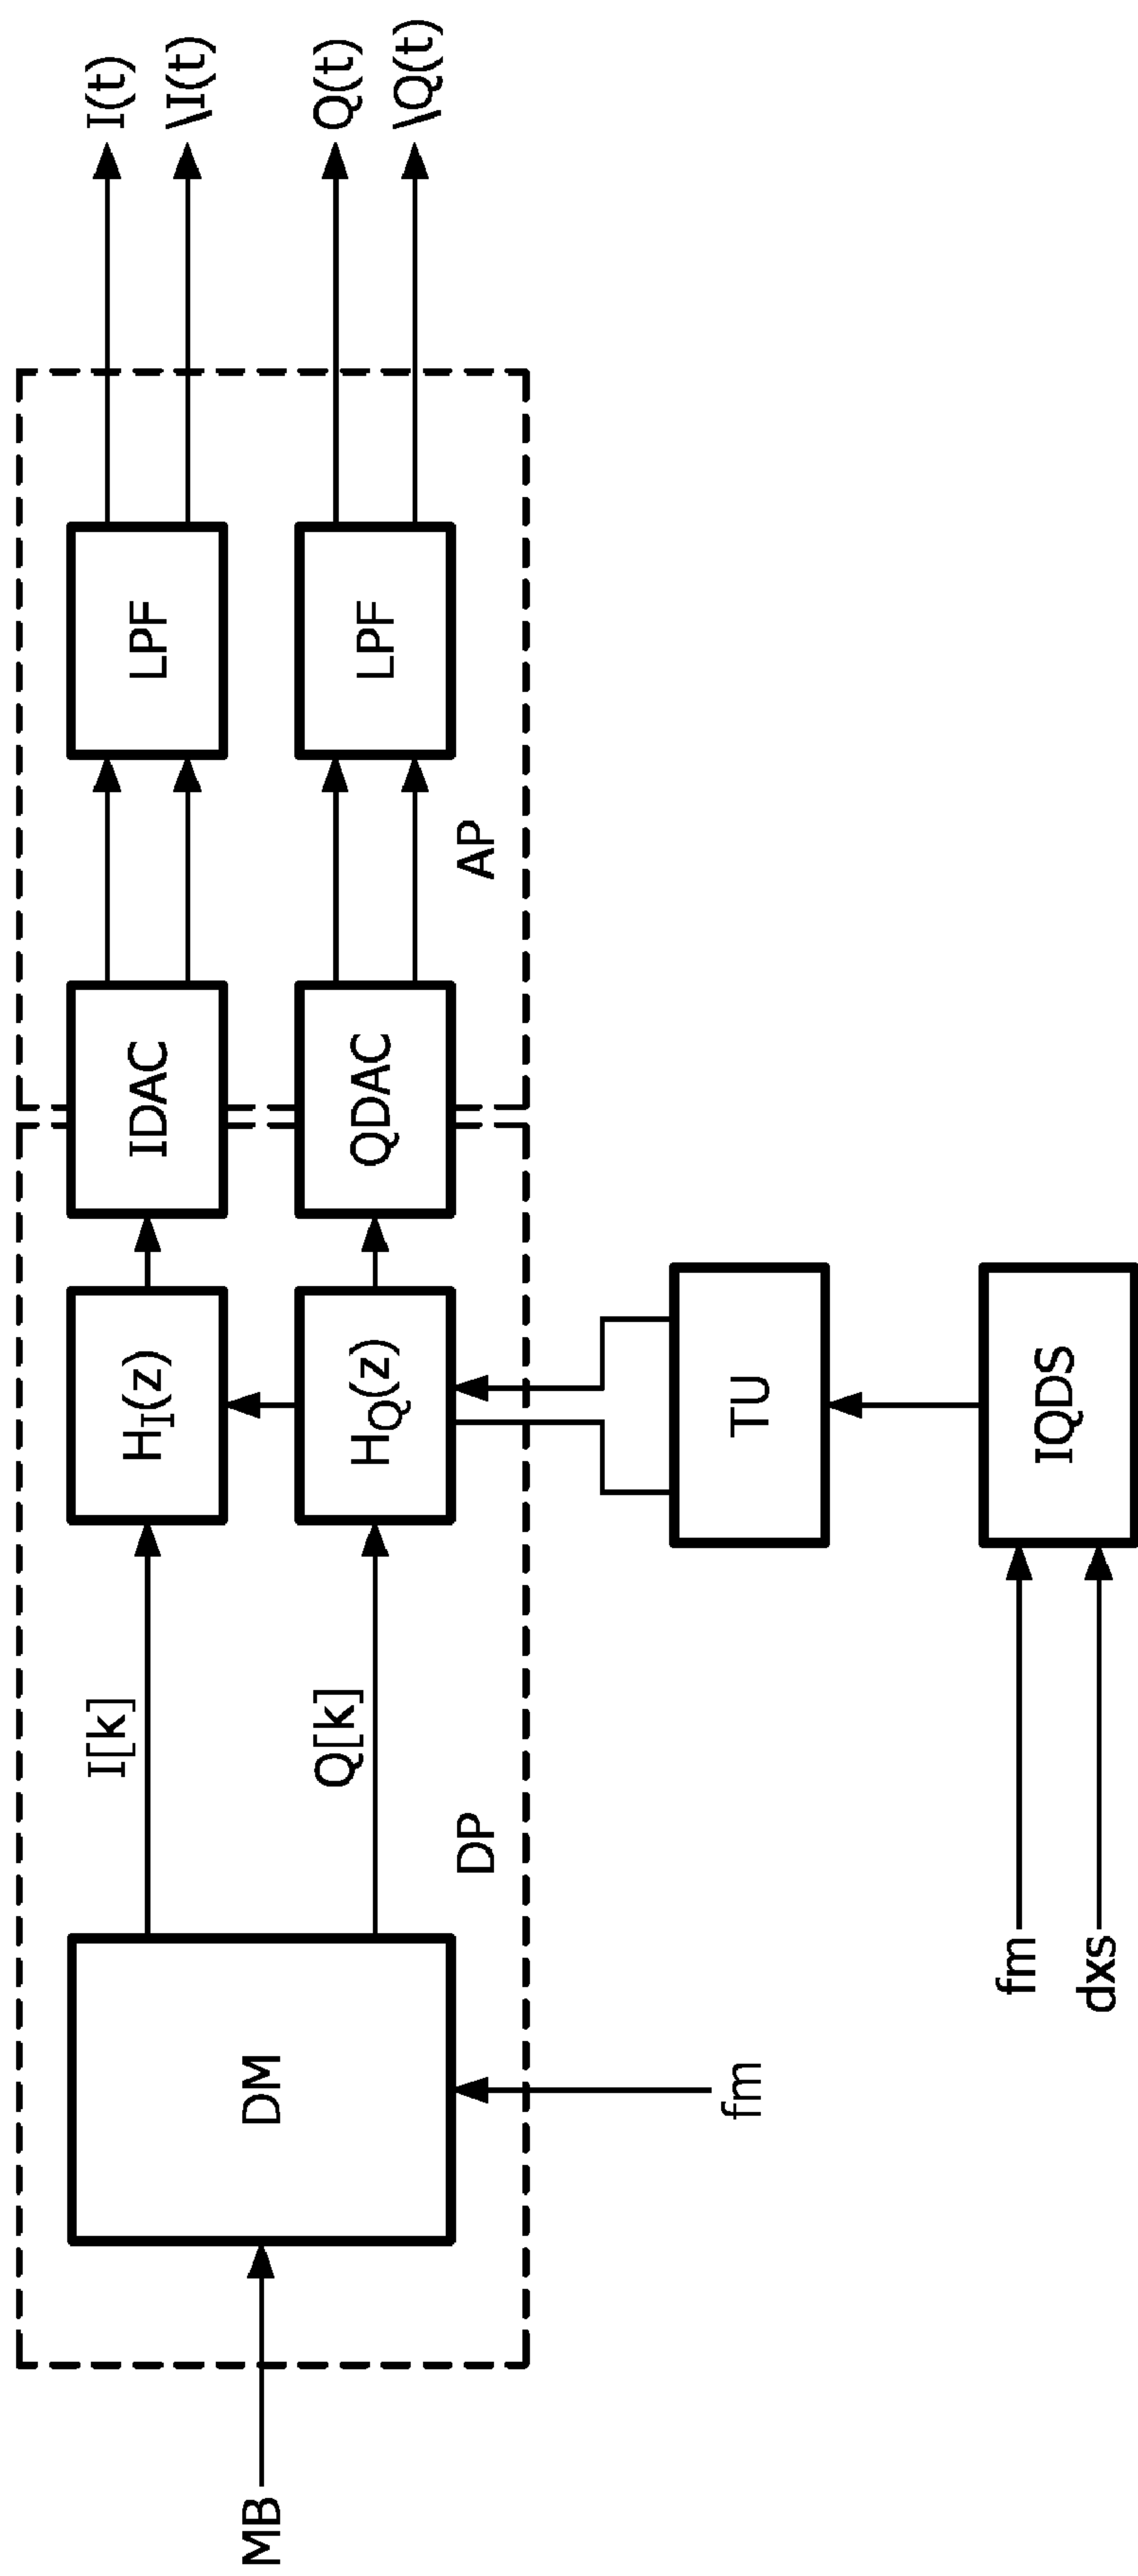 I(t)
\I(t)
Q(t)
\Q(t)
LPF
LPF
AP
IDAC
QDAC
H_I(z)
H_Q(z)
TU
IQDS
I[k]
Q[k]
DP
DM
fm
fm
dxs
MB